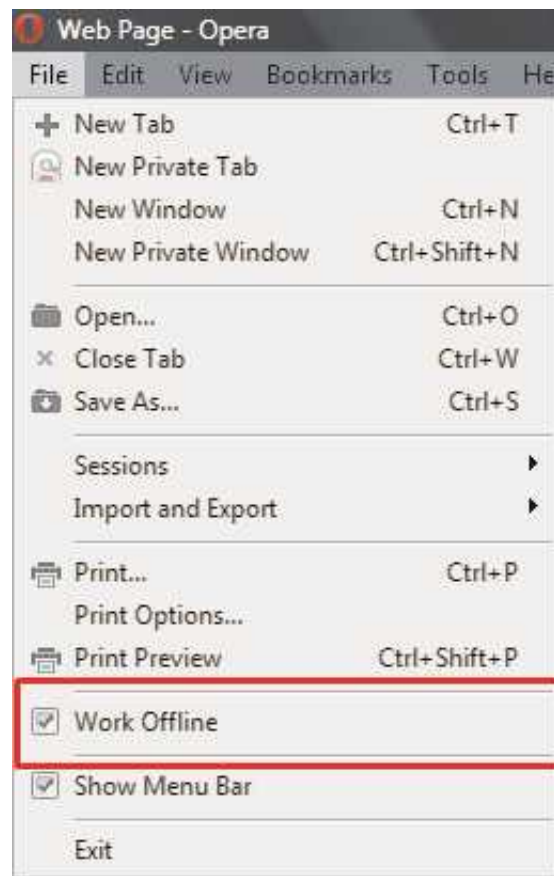 Web Page - Opera
File Edit View Bookmarks Tools He
New Tab Ctrl+T
New Private Tab
New Window Ctrl+N
New Private Window Ctrl+Shift+N
Open... Ctrl+O
Close Tab Ctrl+W
Save As... Ctrl+S
Sessions
Import and Export
Print... Ctrl+P
Print Options...
Print Preview Ctrl+Shift+P
Work Offline
Show Menu Bar
Exit